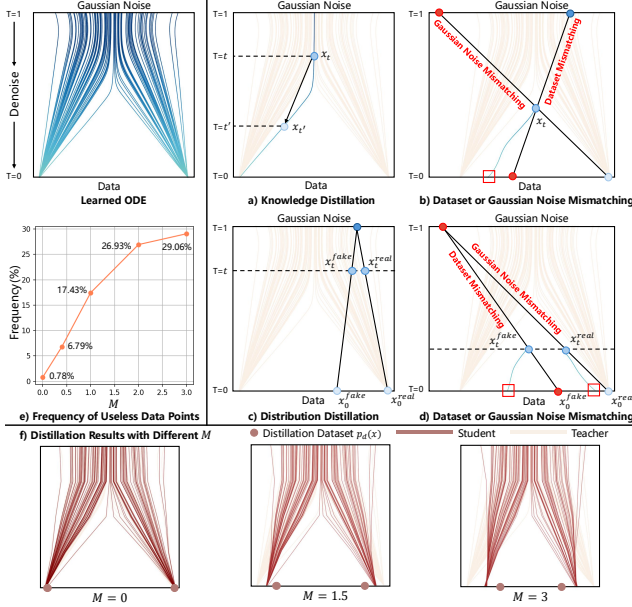 Gaussian Noise
T=1
Denoise
T=0
Data
Learned ODE
Gaussian Noise
T=1
T=t
x_t
T=t'
x_{t'}
T=0
Data
a) Knowledge Distillation
Gaussian Noise
T=1
Gaussian Noise Mismatching
Dataset Mismatching
x_t
T=0
Data
b) Dataset or Gaussian Noise Mismatching
Frequency(%)
30
25
20
15
10
5
0
0.78%
6.79%
17.43%
26.93%
29.06%
0.0 0.5 1.0 1.5 2.0 2.5 3.0
M
e) Frequency of Useless Data Points
Gaussian Noise
T=1
x_t^{fake} x_t^{real}
T=t
T=0
Data x_0^{fake} x_0^{real}
c) Distribution Distillation
Gaussian Noise
T=1
Gaussian Noise Mismatching
Dataset Mismatching
x_t^{fake} x_t^{real}
T=t
T=0
Data x_0^{fake} x_0^{real}
d) Dataset or Gaussian Noise Mismatching
f) Distillation Results with Different M
Distillation Dataset p_d(x) Student Teacher
M = 0
M = 1.5
M = 3